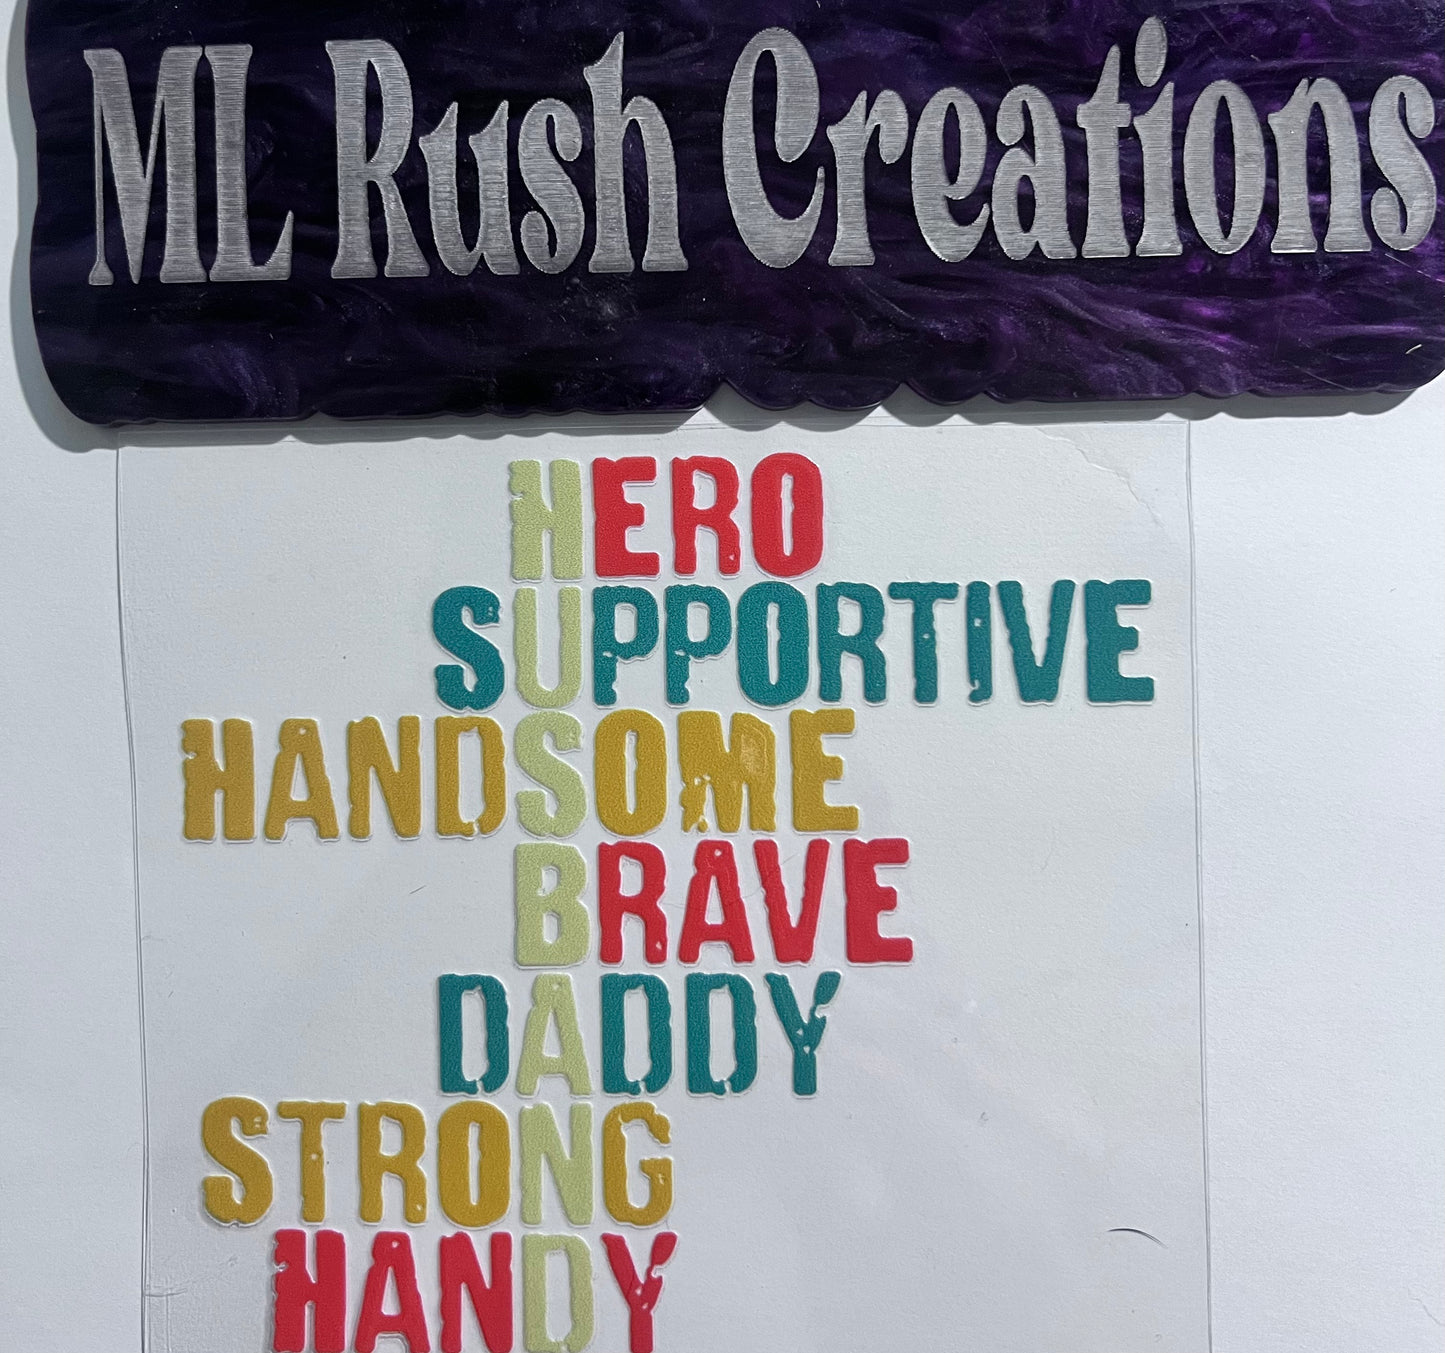 ML Rush Creations
HERO
SUPPORTIVE
HANDSOME
BRAVE
DADDY
STRONG
HANDY